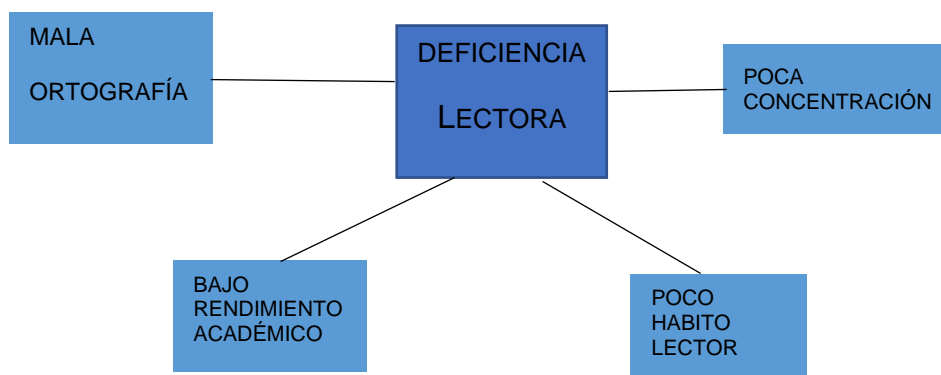 MALA
ORTOGRAFÍA
DEFICIENCIA
LECTORA
POCA
CONCENTRACIÓN
BAJO
RENDIMIENTO
ACADÉMICO
POCO
HABITO
LECTOR